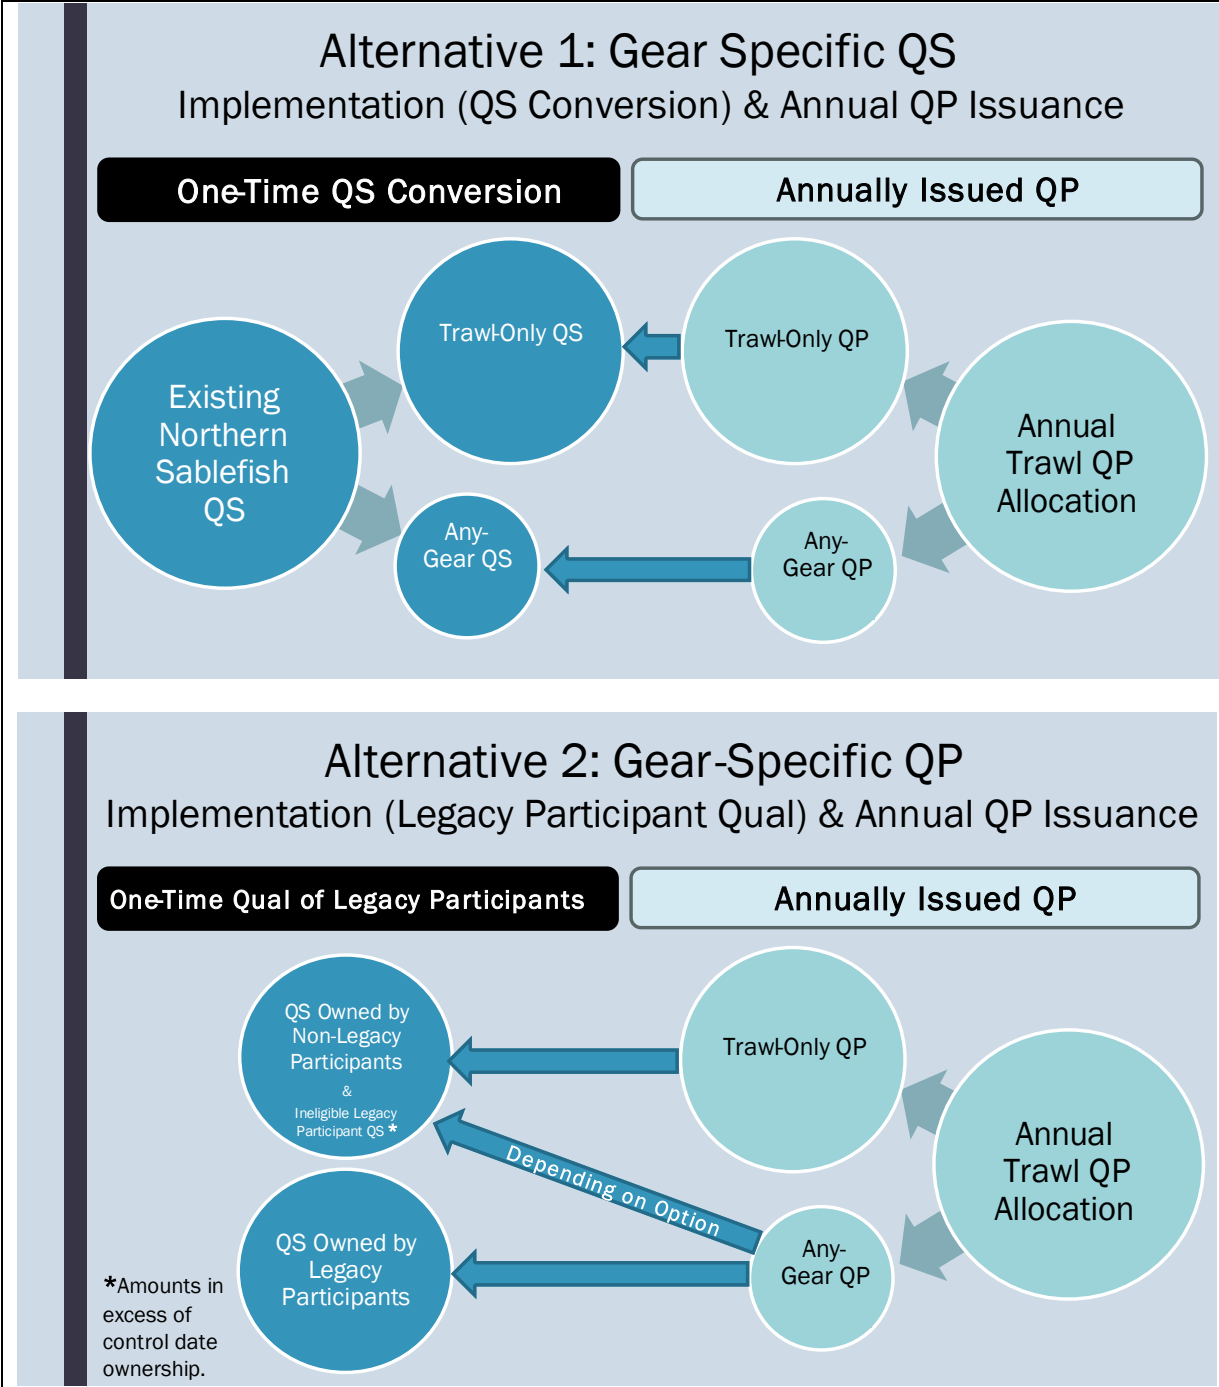 Alternative 1: Gear Specific QS
Implementation (QS Conversion) & Annual QP Issuance
One-Time QS Conversion
Annually Issued QP
Existing
Northern
Sablefish
QS
Trawl-Only QS
Any-
Gear QS
Trawl-Only QP
Any-
Gear QP
Annual
Trawl QP
Allocation
Alternative 2: Gear-Specific QP
Implementation (Legacy Participant Qual) & Annual QP Issuance
One-Time Qual of Legacy Participants
Annually Issued QP
QS Owned by
Non-Legacy
Participants
&
Ineligible Legacy
Participant QS *
QS Owned by
Legacy
Participants
Depending on Option
Trawl-Only QP
Any-
Gear QP
Annual
Trawl QP
Allocation
*Amounts in
excess of
control date
ownership.